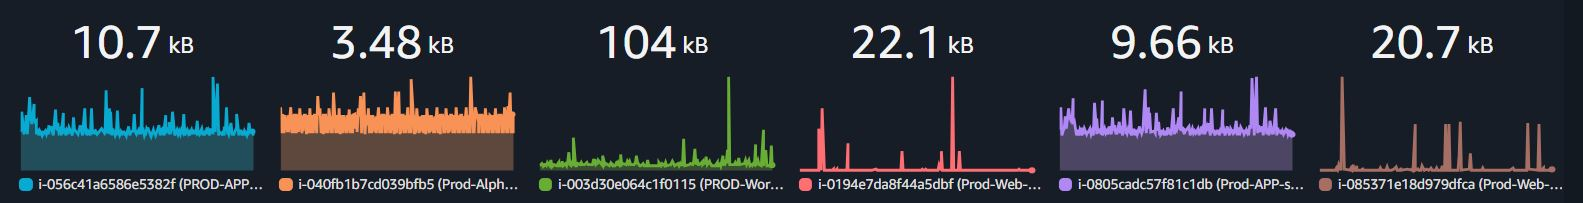 10.7 kB
3.48 kB
104 kB
22.1 kB
9.66 kB
20.7 kB
i-056c41a6586e5382f (PROD-APP...
i-040fb1b7cd039bfb5 (Prod-Alph...
i-003d30e064c1f0115 (PROD-Wor...
i-0194e7da8f44a5dbf (Prod-Web-...
i-0805cadc57f81c1db (Prod-APP-s...
i-085371e18d979dfca (Prod-Web-...